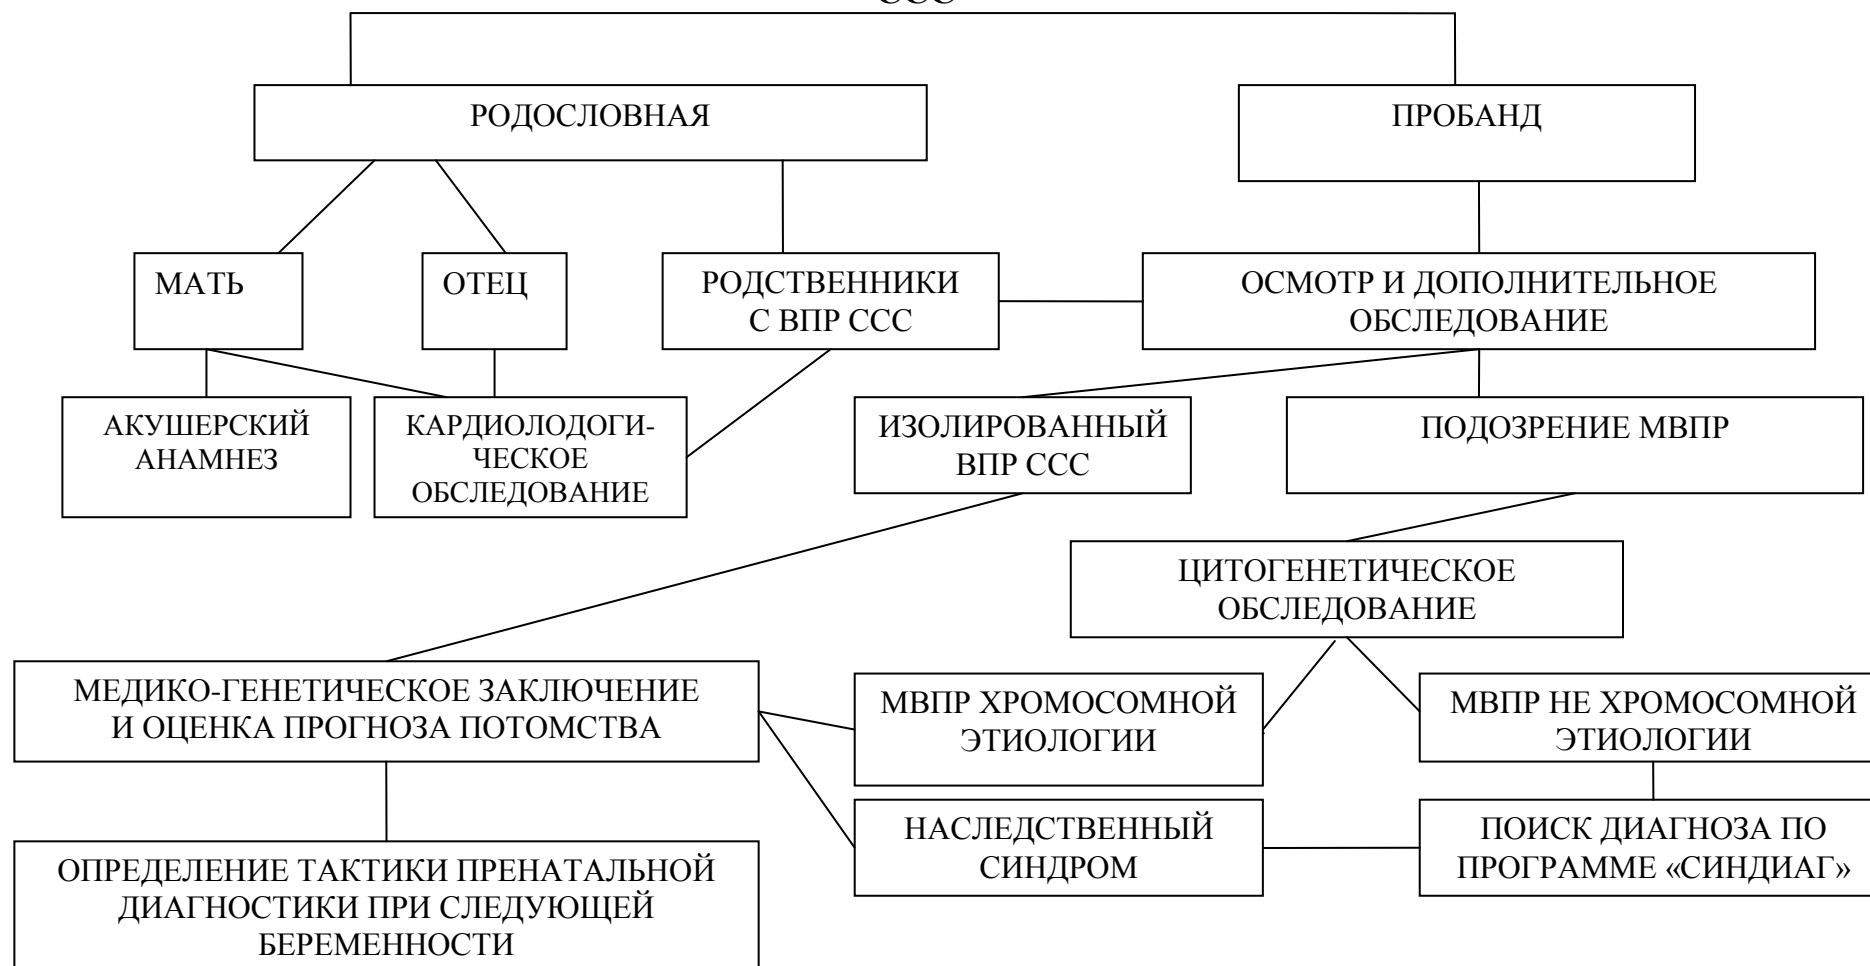 ССС
РОДОСЛОВНАЯ
ПРОБАНД
МАТЬ
ОТЕЦ
РОДСТВЕННИКИ
С ВПР ССС
ОСМОТР И ДОПОЛНИТЕЛЬНОЕ
ОБСЛЕДОВАНИЕ
АКУШЕРСКИЙ
АНАМНЕЗ
КАРДИОЛОДОГИ-
ЧЕСКОЕ
ОБСЛЕДОВАНИЕ
ИЗОЛИРОВАННЫЙ
ВПР ССС
ПОДОЗРЕНИЕ МВПР
ЦИТОГЕНЕТИЧЕСКОЕ
ОБСЛЕДОВАНИЕ
МЕДИКО-ГЕНЕТИЧЕСКОЕ ЗАКЛЮЧЕНИЕ
И ОЦЕНКА ПРОГНОЗА ПОТОМСТВА
МВПР ХРОМОСОМНОЙ
ЭТИОЛОГИИ
МВПР НЕ ХРОМОСОМНОЙ
ЭТИОЛОГИИ
НАСЛЕДСТВЕННЫЙ
СИНДРОМ
ПОИСК ДИАГНОЗА ПО
ПРОГРАММЕ «СИНДИАГ»
ОПРЕДЕЛЕНИЕ ТАКТИКИ ПРЕНАТАЛЬНОЙ
ДИАГНОСТИКИ ПРИ СЛЕДУЮЩЕЙ
БЕРЕМЕННОСТИ